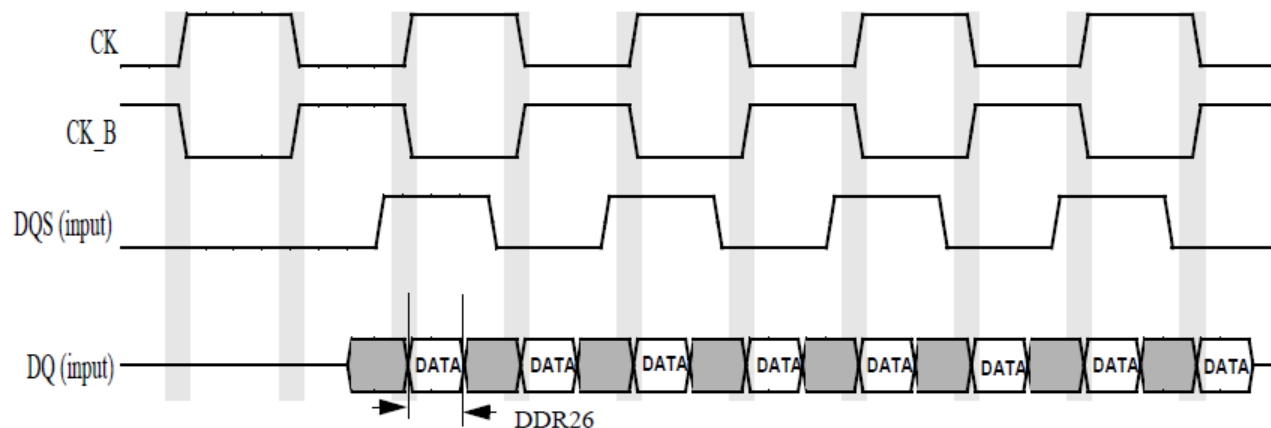 CK
CK_B
DQS (input)
DQ (input) DATA DATA DATA DATA DATA DATA DATA DATA
DDR26